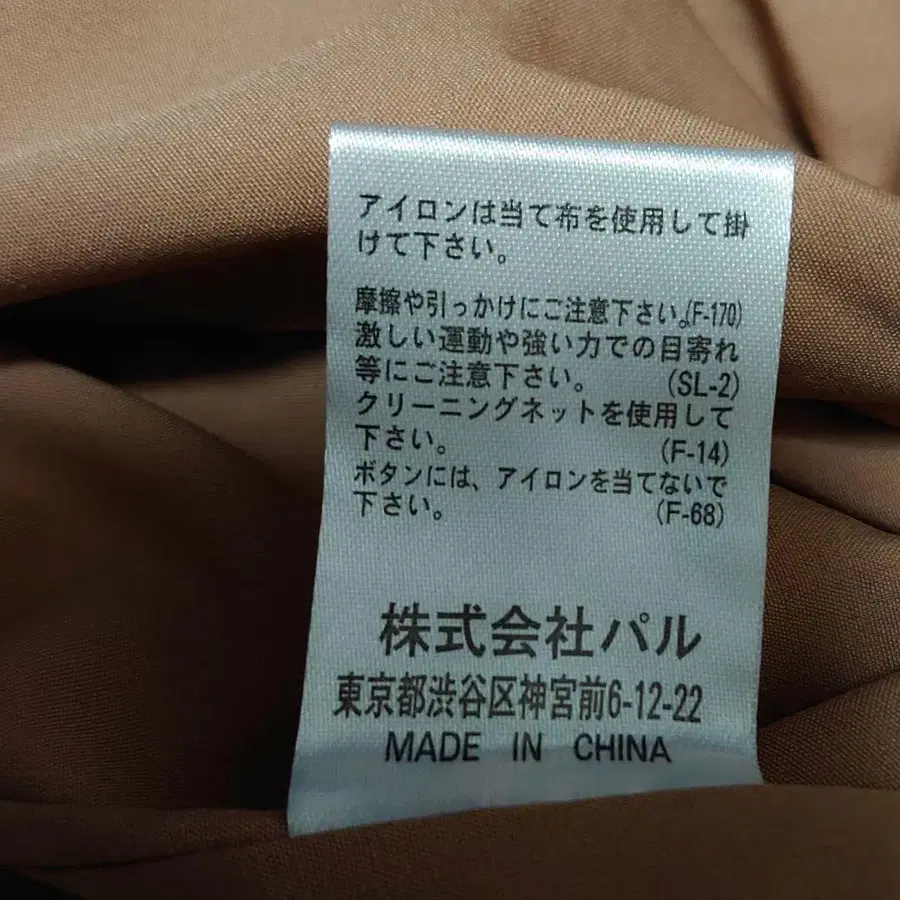 アイロンは当て布を使用して掛
けて下さい。
摩擦や引っかけにご注意下さい。(F-170)
激しい運動や強い力での目寄れ
等にご注意下さい。 (SL-2)
クリーニングネットを使用して
下さい。 (F-14)
ボタンには、アイロンを当てないで
下さい。 (F-68)
株式会社パル
東京都渋谷区神宮前6-12-22
MADE IN CHINA